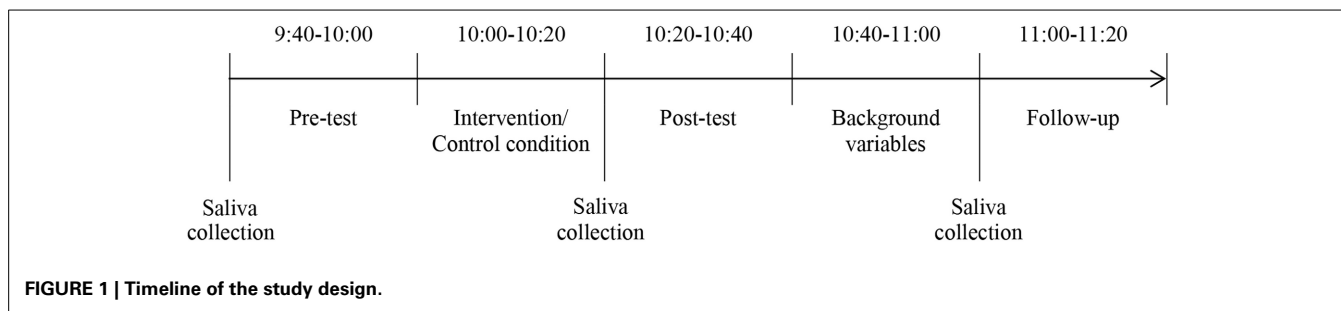 9:40-10:00 10:00-10:20 10:20-10:40 10:40-11:00 11:00-11:20
Pre-test Intervention/ Post-test Background Follow-up
Control condition variables
Saliva Saliva Saliva
collection collection collection
FIGURE 1 | Timeline of the study design.